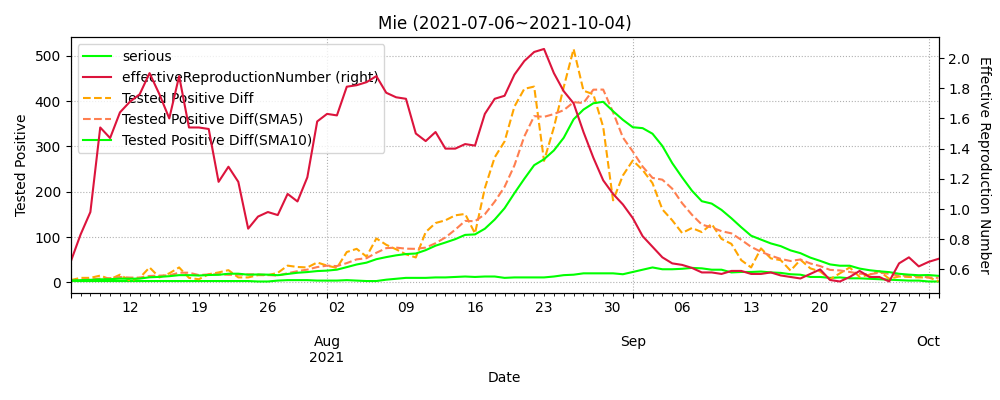 Mie (2021-07-06~2021-10-04)
serious
effectiveReproductionNumber (right)
Tested Positive Diff
Tested Positive Diff(SMA5)
Tested Positive Diff(SMA10)
500
400
300
200
100
0
Tested Positive
2.0
1.8
1.6
1.4
1.2
1.0
0.8
0.6
Effective Reproduction Number
12 19 26 02 09 16 23 30 06 13 20 27
Aug Sep Oct
2021
Date